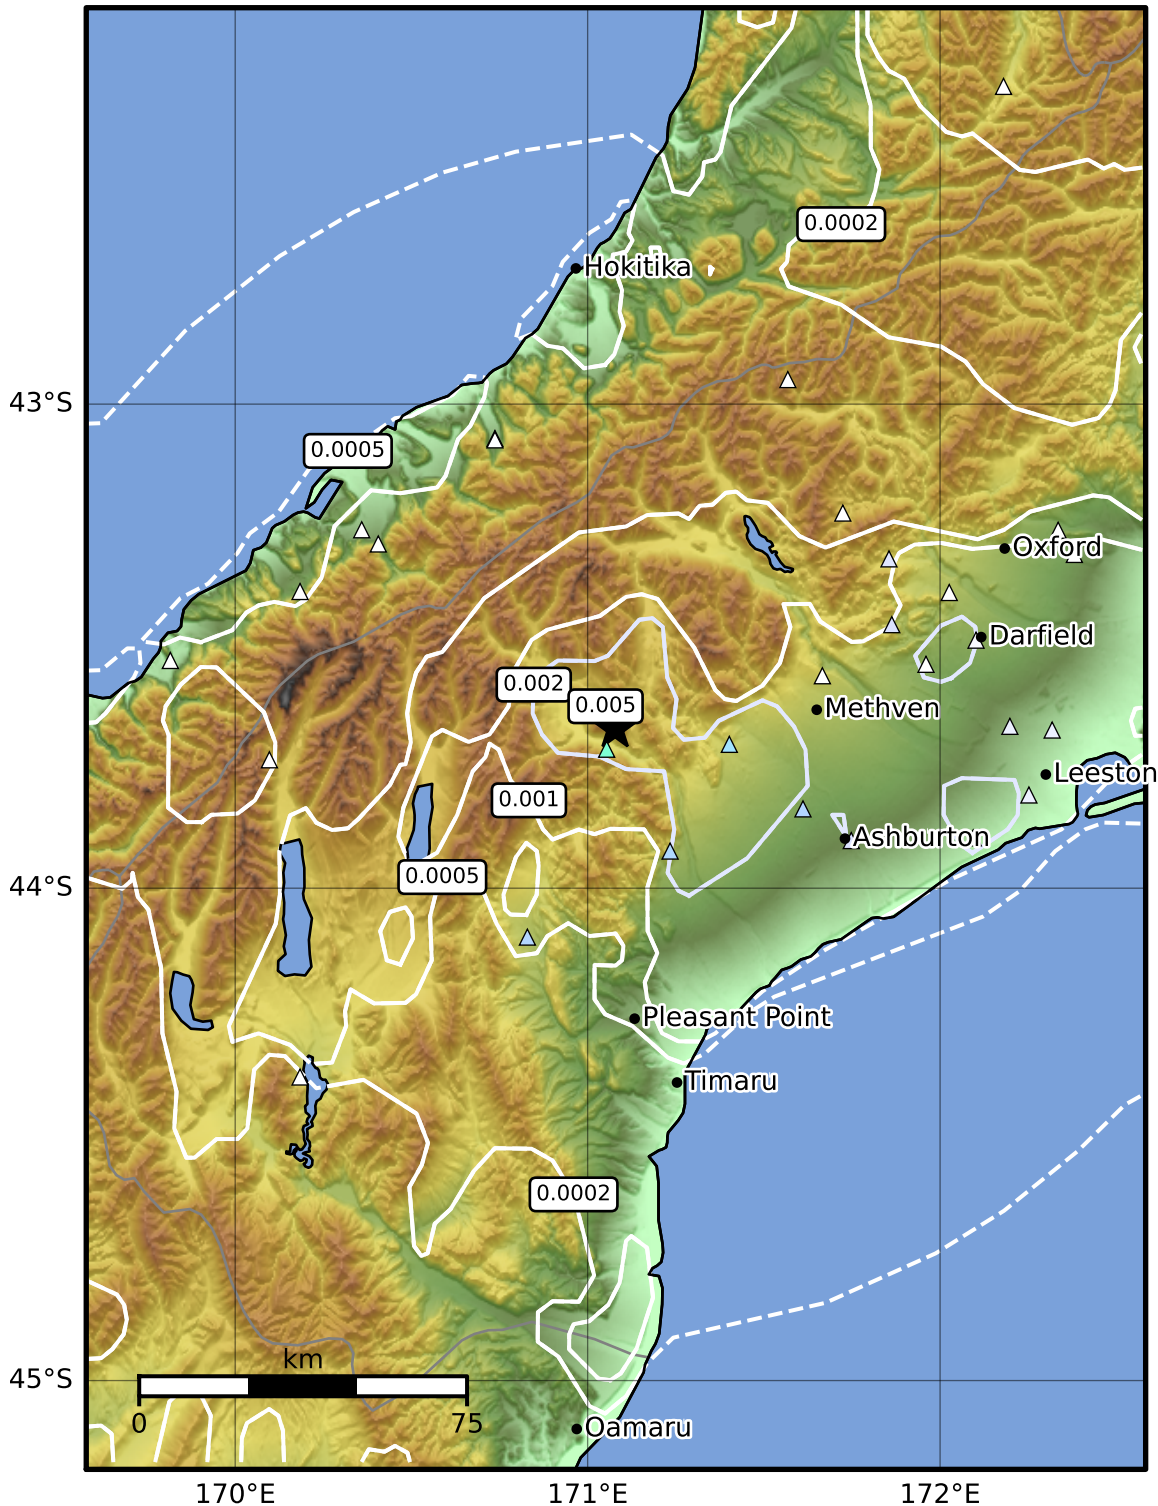 0.0002
Hokitika
43°S
0.0005
Oxford
Darfield
0.002
0.005
Methven
Leeston
0.001
Ashburton
0.0005
44°S
Pleasant Point
Timaru
0.0002
km
45°S
0 75
Oamaru
170°E 171°E 172°E